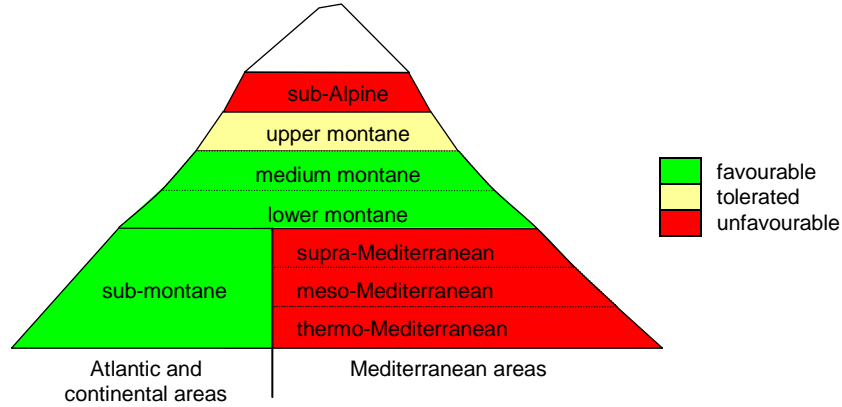 sub-Alpine
upper montane
medium montane
lower montane
sub-montane
supra-Mediterranean
meso-Mediterranean
thermo-Mediterranean
Atlantic and
continental areas
Mediterranean areas
favourable
tolerated
unfavourable